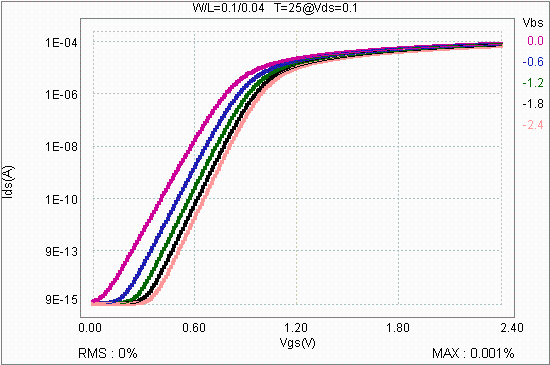 W/L=0.1/0.04 T=25@Vds=0.1
Vbs
0.0
-0.6
-1.2
-1.8
-2.4
1E-04
1E-06
1E-08
1E-10
9E-13
9E-15
Ids(A)
0.00 0.60 1.20 1.80 2.40
Vgs(V)
RMS : 0% MAX : 0.001%